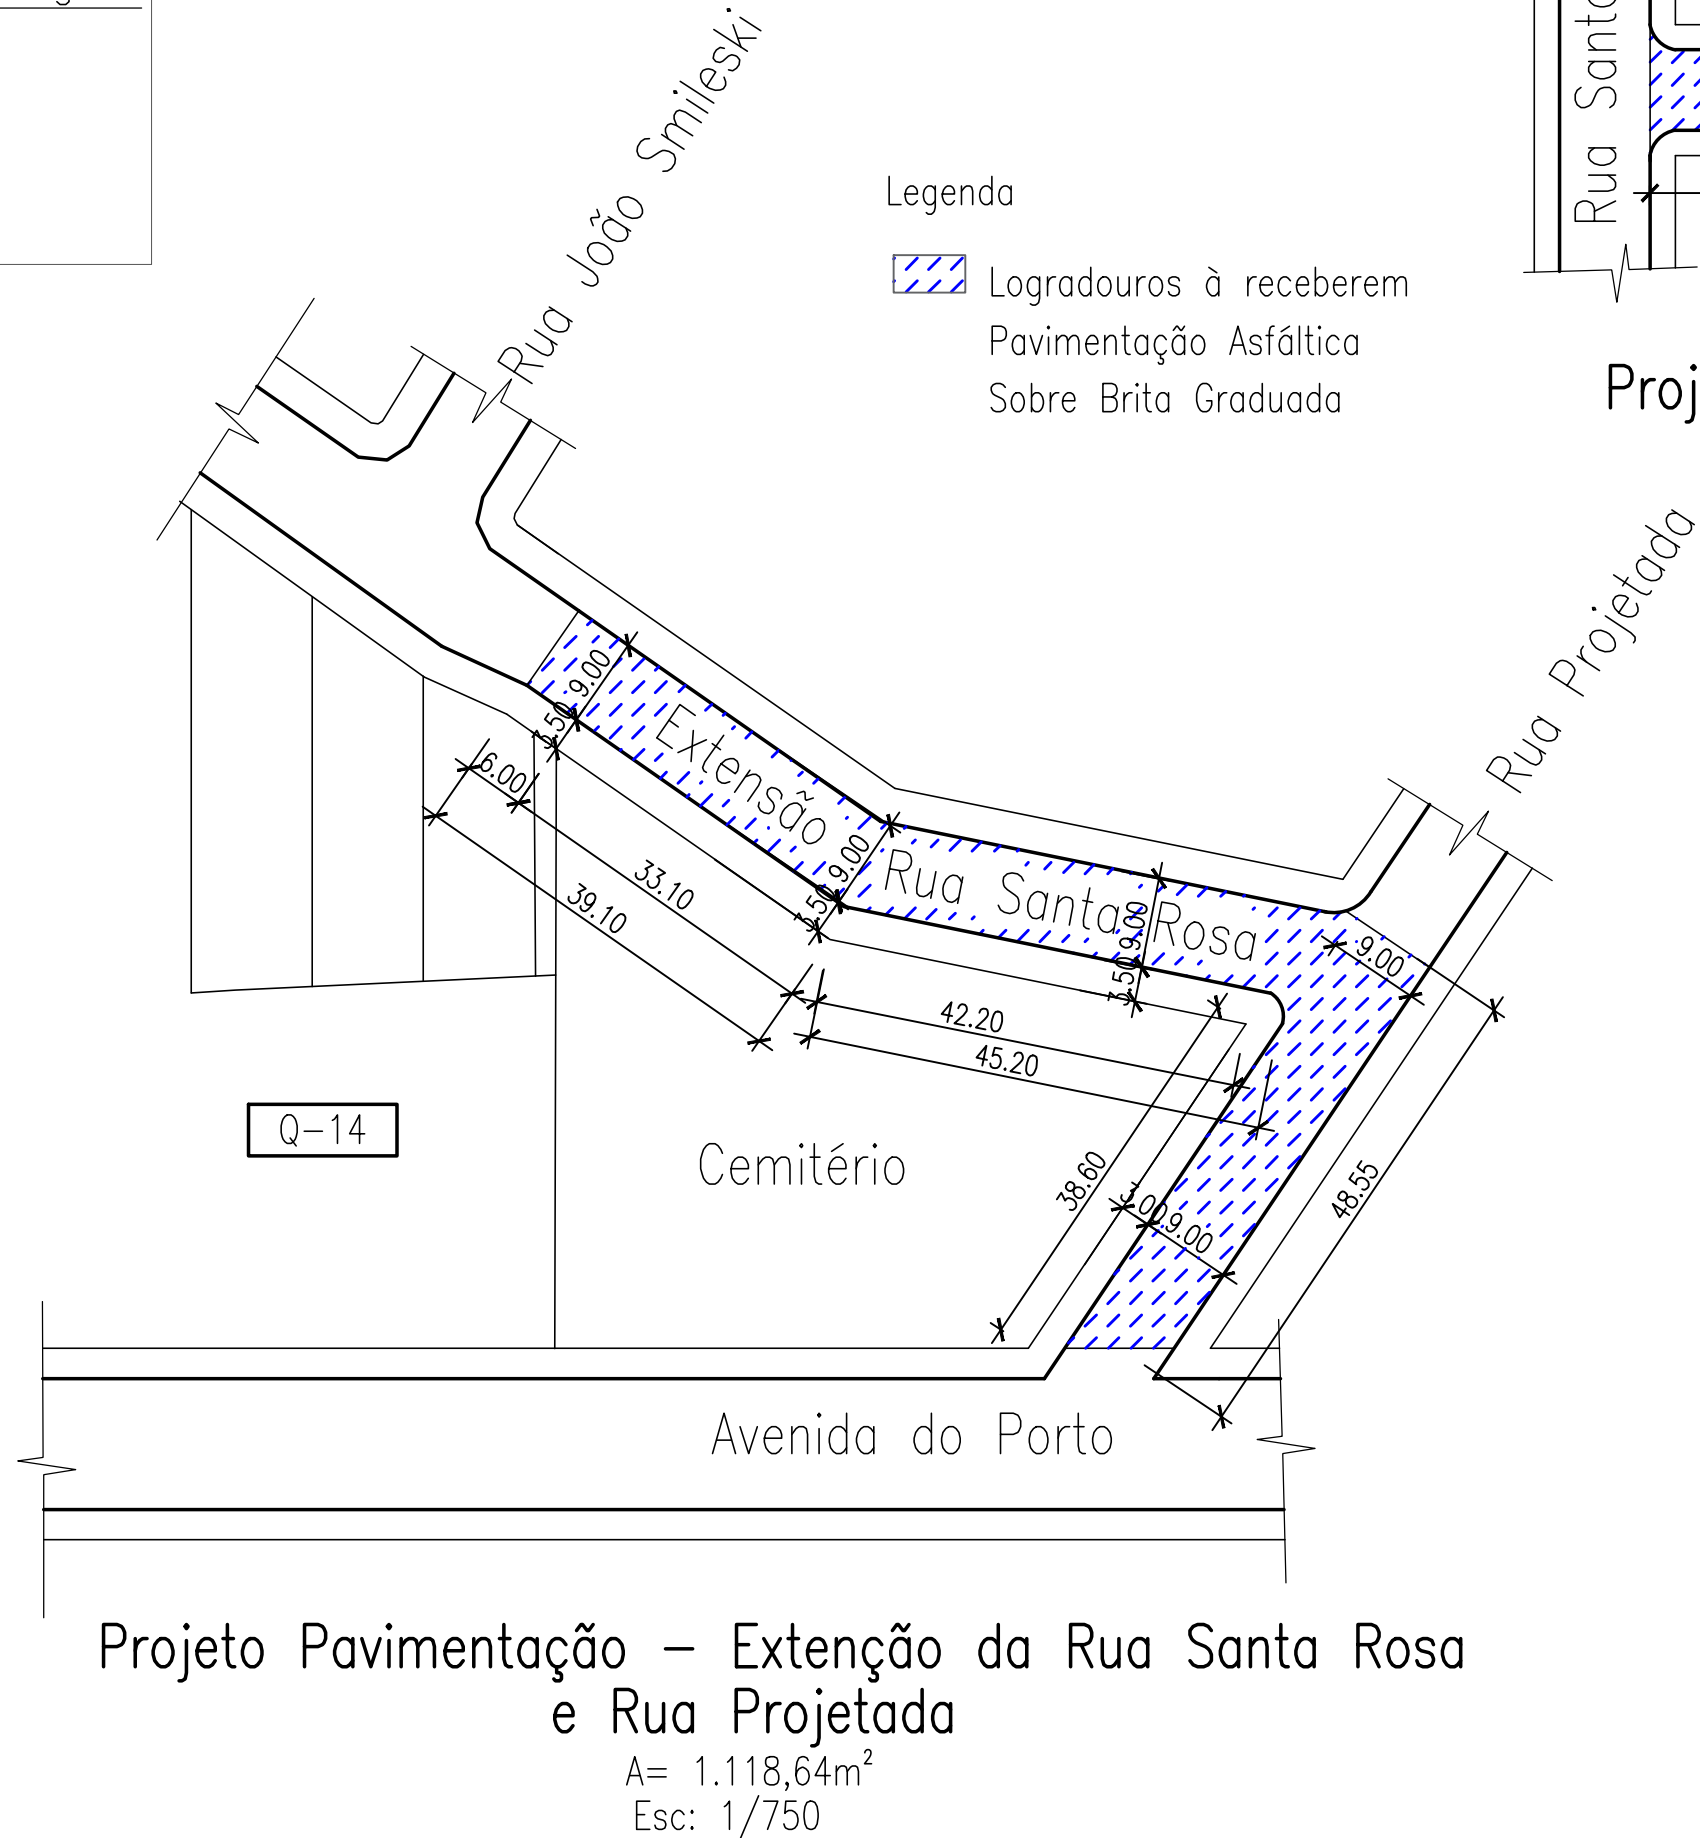 Rua João Smileski
Rua Santa
Legenda
Logradouros à receberem
Pavimentação Asfáltica
Sobre Brita Graduada
Proj
Rua Projetada
9.00
3.50
Extensão
6.00
33.10
39.10
9.00
3.50
Rua Santa Rosa
9.00
3.50
9.00
42.20
45.20
Q-14
Cemitério
38.60
3.00
9.00
48.55
Avenida do Porto
Projeto Pavimentação - Extenção da Rua Santa Rosa
e Rua Projetada
A= 1.118,64m²
Esc: 1/750